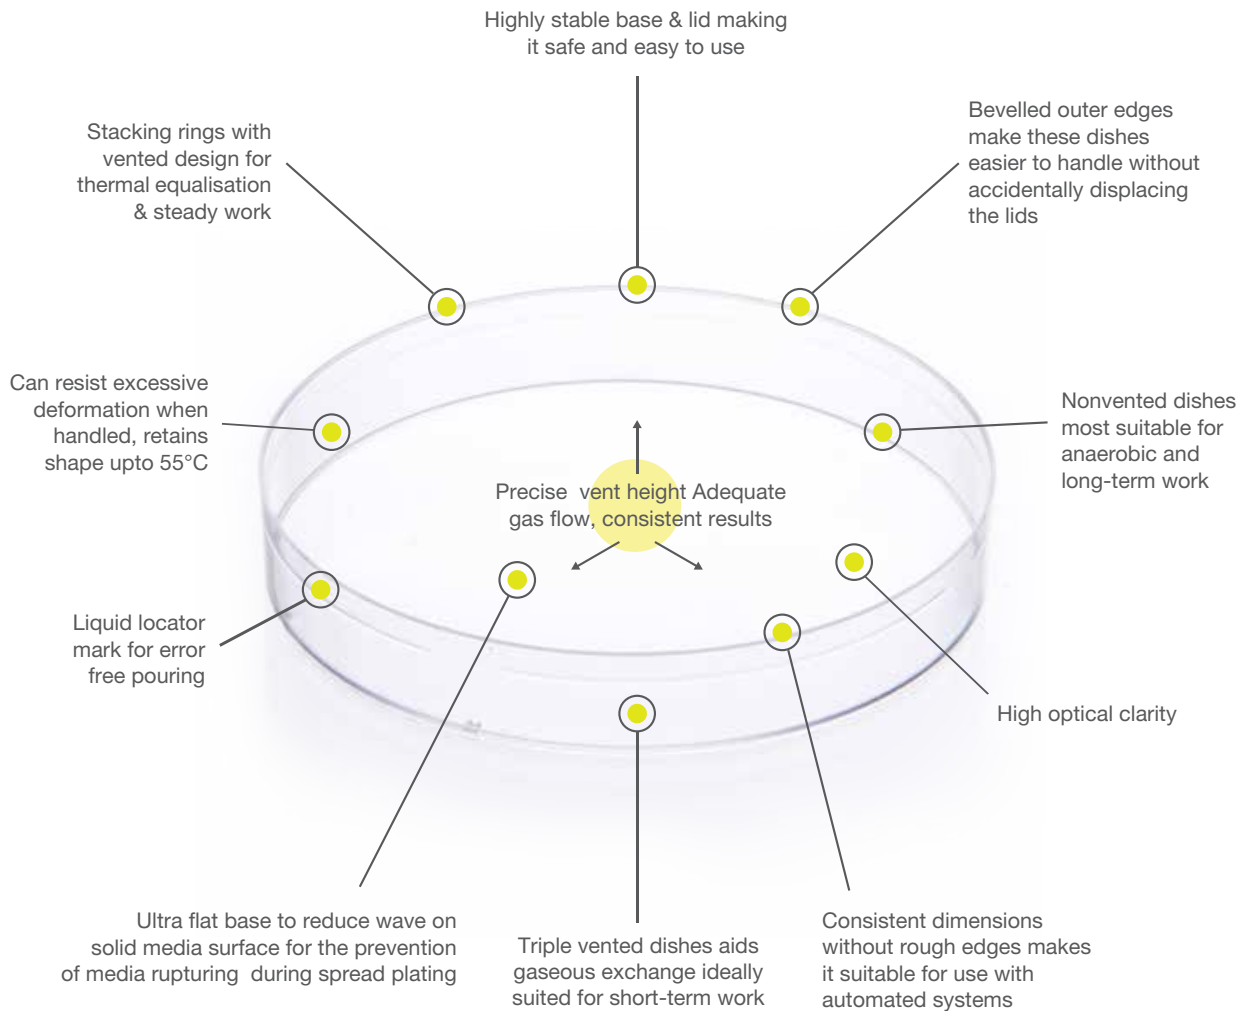 Highly stable base & lid making
it safe and easy to use
Stacking rings with
vented design for
thermal equalisation
& steady work
Bevelled outer edges
make these dishes
easier to handle without
accidentally displacing
the lids
Can resist excessive
deformation when
handled, retains
shape upto 55°C
Nonvented dishes
most suitable for
anaerobic and
long-term work
Precise vent height Adequate
gas flow, consistent results
Liquid locator
mark for error
free pouring
High optical clarity
Ultra flat base to reduce wave on
solid media surface for the prevention
of media rupturing during spread plating
Triple vented dishes aids
gaseous exchange ideally
suited for short-term work
Consistent dimensions
without rough edges makes
it suitable for use with
automated systems